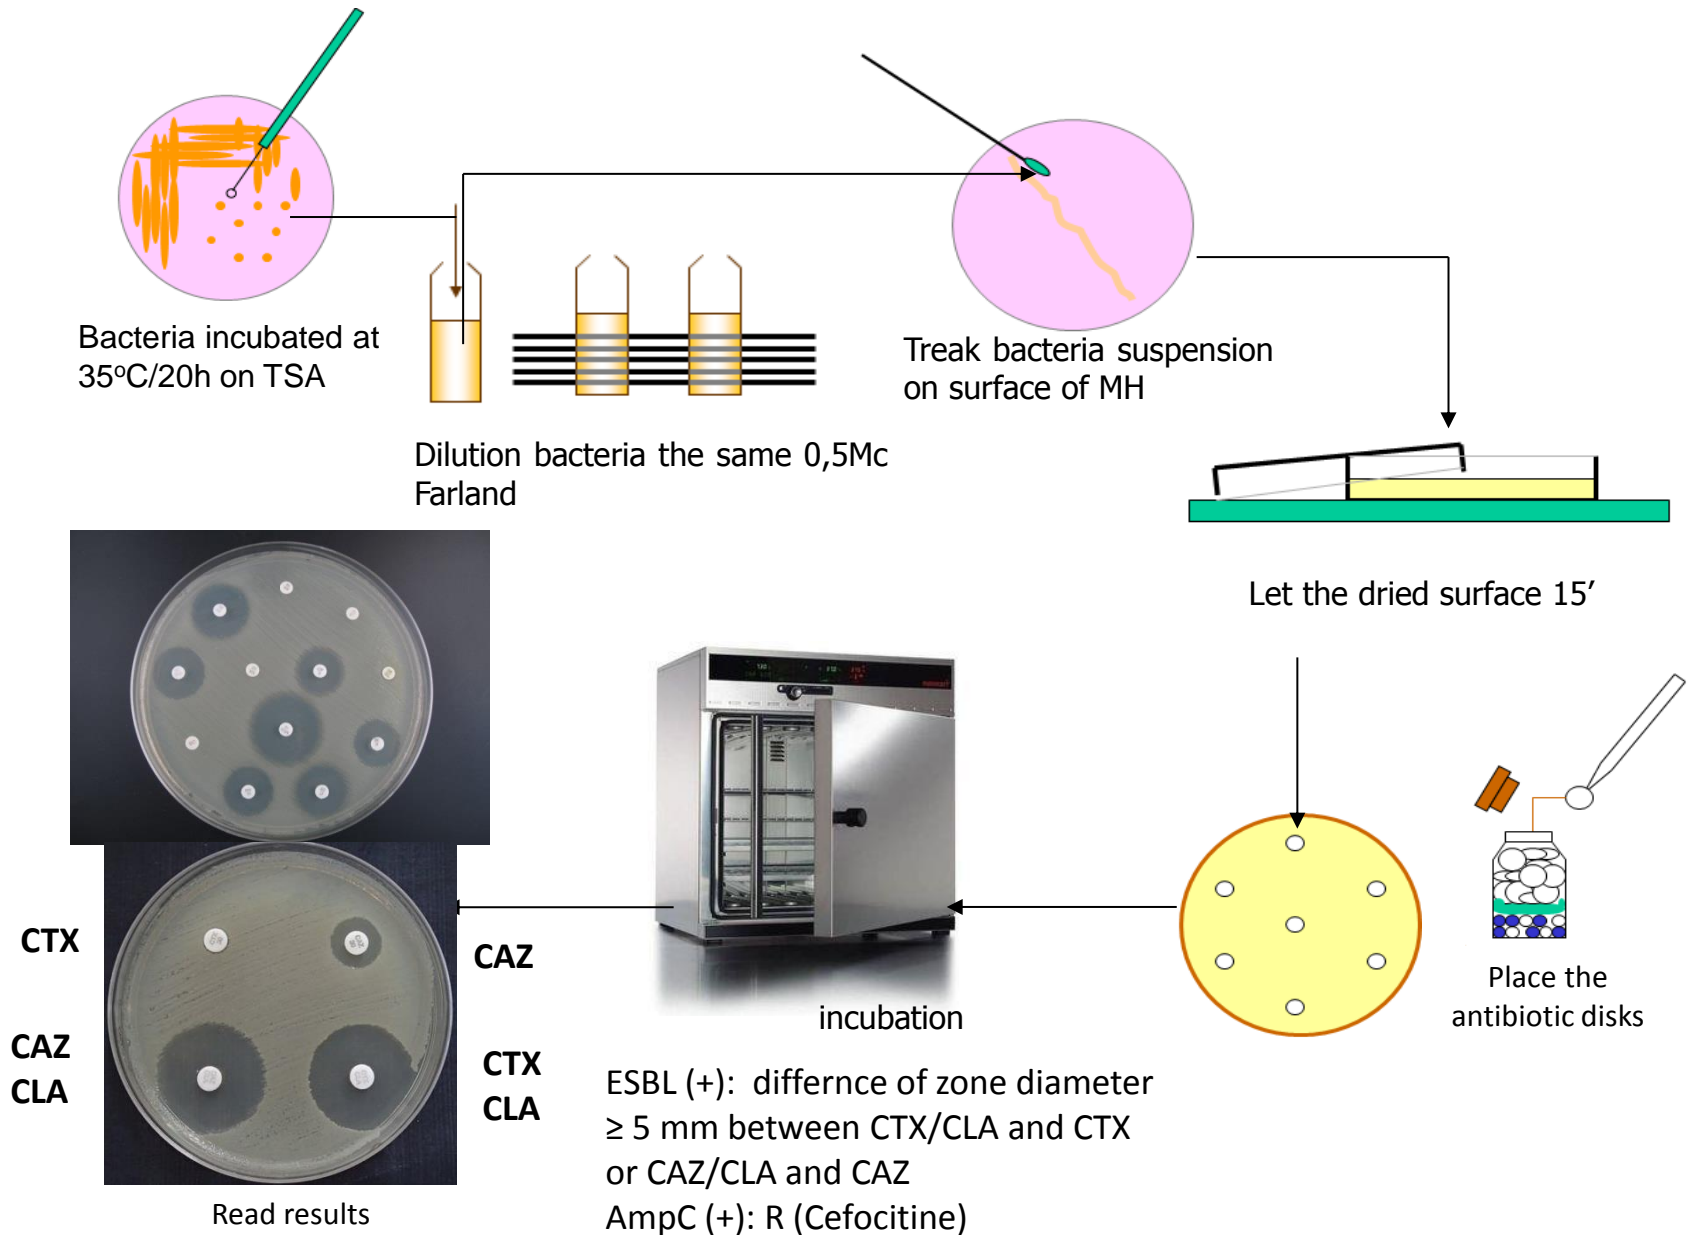 Bacteria incubated at
35ºC/20h on TSA
Dilution bacteria the same 0,5Mc
Farland
Treak bacteria suspension
on surface of MH
Let the dried surface 15’
Place the
antibiotic disks
incubation
CTX
CAZ
CAZ
CLA
CTX
CLA
Read results
ESBL (+): differnce of zone diameter
≥ 5 mm between CTX/CLA and CTX
or CAZ/CLA and CAZ
AmpC (+): R (Cefocitine)